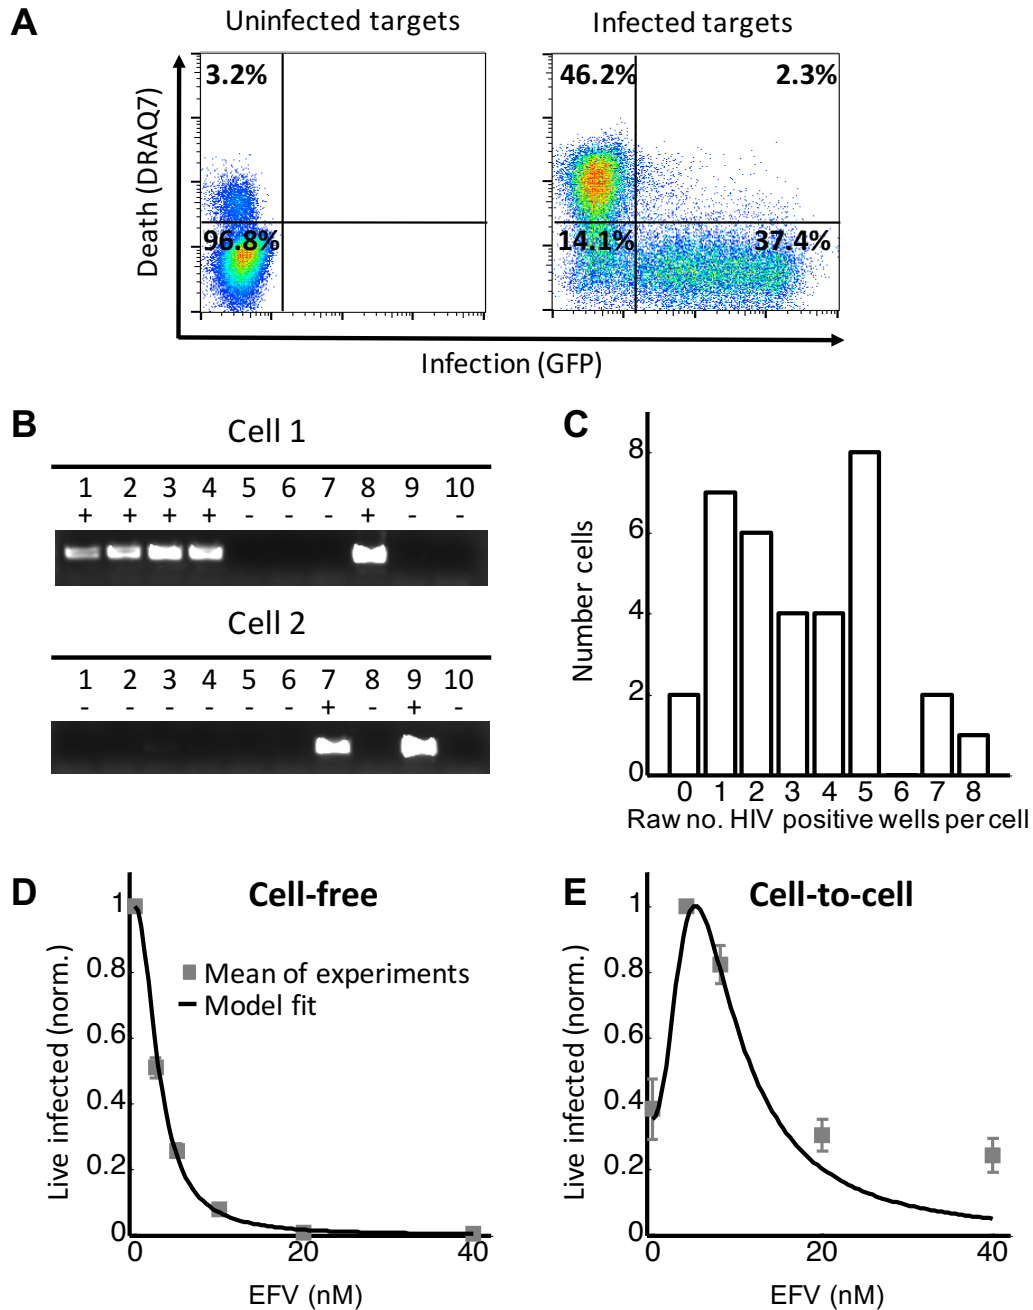 A
Uninfected targets
Infected targets
3.2%
96.8%
46.2%
2.3%
14.1%
37.4%
Death (DRAQ7)
Infection (GFP)
B
Cell 1
1 2 3 4 5 6 7 8 9 10
+ + + + - - - + - -
Cell 2
1 2 3 4 5 6 7 8 9 10
- - - - - - + - + -
C
Number cells
8
6
4
2
0
0 1 2 3 4 5 6 7 8
Raw no. HIV positive wells per cell
D
Cell-free
Live infected (norm.)
1
0.8
0.6
0.4
0.2
0
Mean of experiments
Model fit
0 20 40
EFV (nM)
E
Cell-to-cell
Live infected (norm.)
1
0.8
0.6
0.4
0.2
0
0 20 40
EFV (nM)